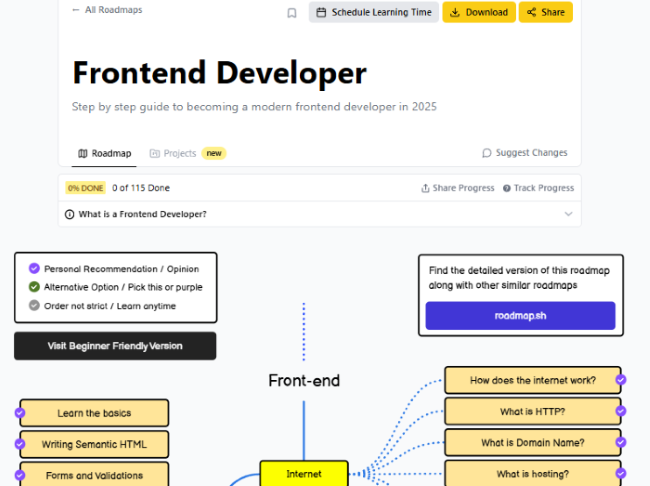 ← All Roadmaps
Schedule Learning Time
Download
Share
Frontend Developer
Step by step guide to becoming a modern frontend developer in 2025
Roadmap
Projects
new
Suggest Changes
0% DONE
0 of 115 Done
Share Progress
Track Progress
What is a Frontend Developer?
Personal Recommendation / Opinion
Alternative Option / Pick this or purple
Order not strict / Learn anytime
Visit Beginner Friendly Version
Find the detailed version of this roadmap
along with other similar roadmaps
roadmap.sh
Front-end
Learn the basics
Writing Semantic HTML
Forms and Validations
Internet
How does the internet work?
What is HTTP?
What is Domain Name?
What is hosting?